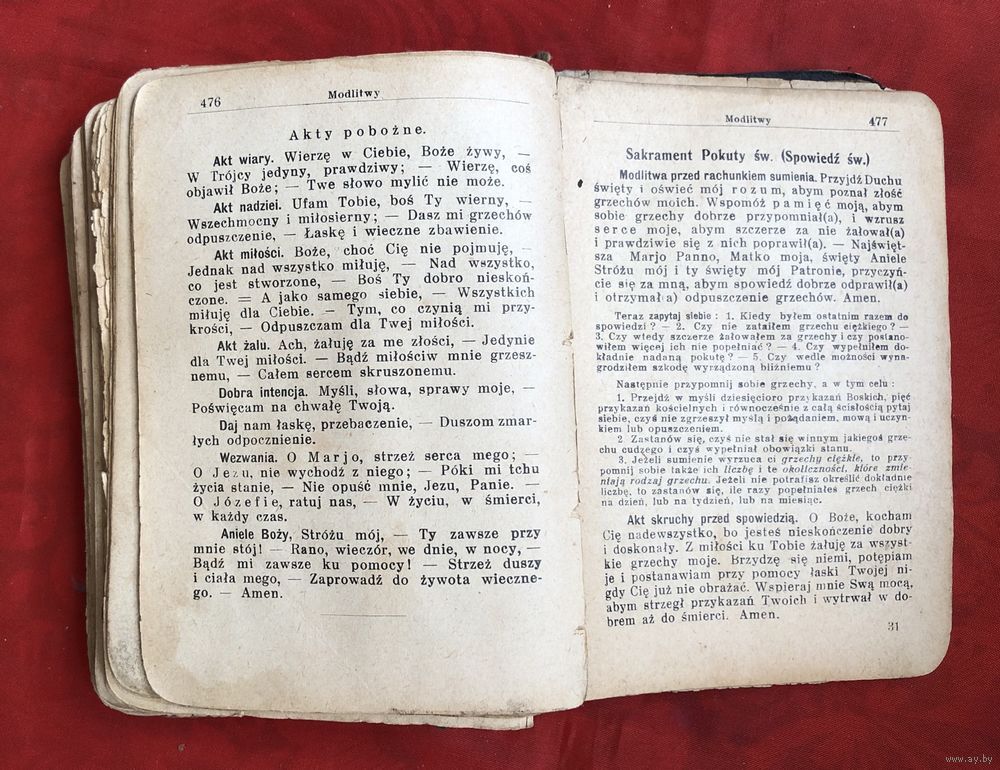 476
Modlitwy
Akty pobożne.
Akt wiary. Wierzę w Ciebie, Boże żywy, —
W Trójcy jedyny, prawdziwy; — Wierzę, coś
objawił Boże; — Twe słowo mylić nie może.
Akt nadziei. Ufam Tobie, boś Ty wierny, —
Wszechmocny i miłosierny; — Dasz mi grzechów
odpuszczenie, — Łaskę i wieczne zbawienie.
Akt miłości. Boże, choć Cię nie pojmuję, —
Jednak nad wszystko miłuję, — Nad wszystko,
co jest stworzone, — Boś Ty dobro nieskoń-
czone. = A jako samego siebie, — Wszystkich
miłuję dla Ciebie. — Tym, co czynią mi przy-
krości, — Odpuszczam dla Twej miłości.
Akt żalu. Ach, żałuję za me złości, — Jedynie
dla Twej miłości. — Bądź miłościw mnie grzesz-
nemu, — Całem sercem skruszonemu.
Dobra intencja. Myśli, słowa, sprawy moje, —
Poświęcam na chwałę Twoją.
Daj nam łaskę, przebaczenie, — Duszom zmar-
łych odpocznienie.
Wezwania. O Marjo, strzeż serca mego; —
O Jezu, nie wychodź z niego; — Póki mi tchu
życia stanie, — Nie opuść mnie, Jezu, Panie. —
O Józefie, ratuj nas, — W życiu, w śmierci,
w każdy czas.
Aniele Boży, Stróżu mój, — Ty zawsze przy
mnie stój! — Rano, wieczór, we dnie, w nocy, —
Bądź mi zawsze ku pomocy! — Strzeż duszy
i ciała mego, — Zaprowadź do żywota wieczne-
go. — Amen.
Modlitwy
477
Sakrament Pokuty św. (Spowiedź św.)
Modlitwa przed rachunkiem sumienia. Przyjdź Duchu
święty i oświeć mój rozum, abym poznał złość
grzechów moich. Wspomóż pamięć moją, abym
sobie grzechy dobrze przypomniał(a), i wzrusz
serce moje, abym szczerze za nie żałował(a)
i prawdziwie się z nich poprawił(a). — Najświęt-
sza Marjo Panno, Matko moja, święty Aniele
Stróżu mój i ty święty mój Patronie, przyczyń-
cie się za mną, abym spowiedź dobrze odprawił(a)
i otrzymał a) odpuszczenie grzechów. Amen.
Teraz zapytaj siebie: 1. Kiedy byłem ostatnim razem do
spowiedzi? — 2. Czy nie zataiłem grzechu ciężkiego? —
3. Czy wtedy szczerze żałowałem za grzechy i czy postano-
wiłem więcej ich nie popełniać? — 4. Czy wypełniłem do-
kładnie nadaną pokutę? — 5. Czy wedle możności wyna-
grodziłem szkodę wyrządzoną bliźniemu?
Następnie przypomnij sobie grzechy, a w tym celu:
1. Przejdź w myśli dziesięcioro przykazań Boskich, pięć
przykazań kościelnych i równocześnie z całą ścisłością pytaj
siebie, czyś nie zgrzeszył myślą i pożądaniem, mową i uczyn-
kiem lub opuszczeniem.
2. Zastanów się, czyś nie stał się winnym jakiegoś grze-
chu cudzego i czyś wypełniał obowiązki stanu.
3. Jeżeli sumienie wyrzuca ci grzechy ciężkie, to przy-
pomnij sobie także ich liczbę i te okoliczności, które zmie-
niają rodzaj grzechu. Jeżeli nie potrafisz określić dokładnie
liczbę, to zastanów się, ile razy popełniałeś grzech ciężki
na dzień, lub na tydzień, lub na miesiąc.
Akt skruchy przed spowiedzią. O Boże, kocham
Cię nadewszystko, bo jesteś nieskończenie dobry
i doskonały. Z miłości ku Tobie żałuję za wszyst-
kie grzechy moje. Brzydzę się niemi, potępiam
je i postanawiam przy pomocy łaski Twojej ni-
gdy Cię już nie obrażać. Wspieraj mnie Swą mocą,
abym strzegł przykazań Twoich i wytrwał w do-
brem aż do śmierci. Amen.
31
www.ay.by